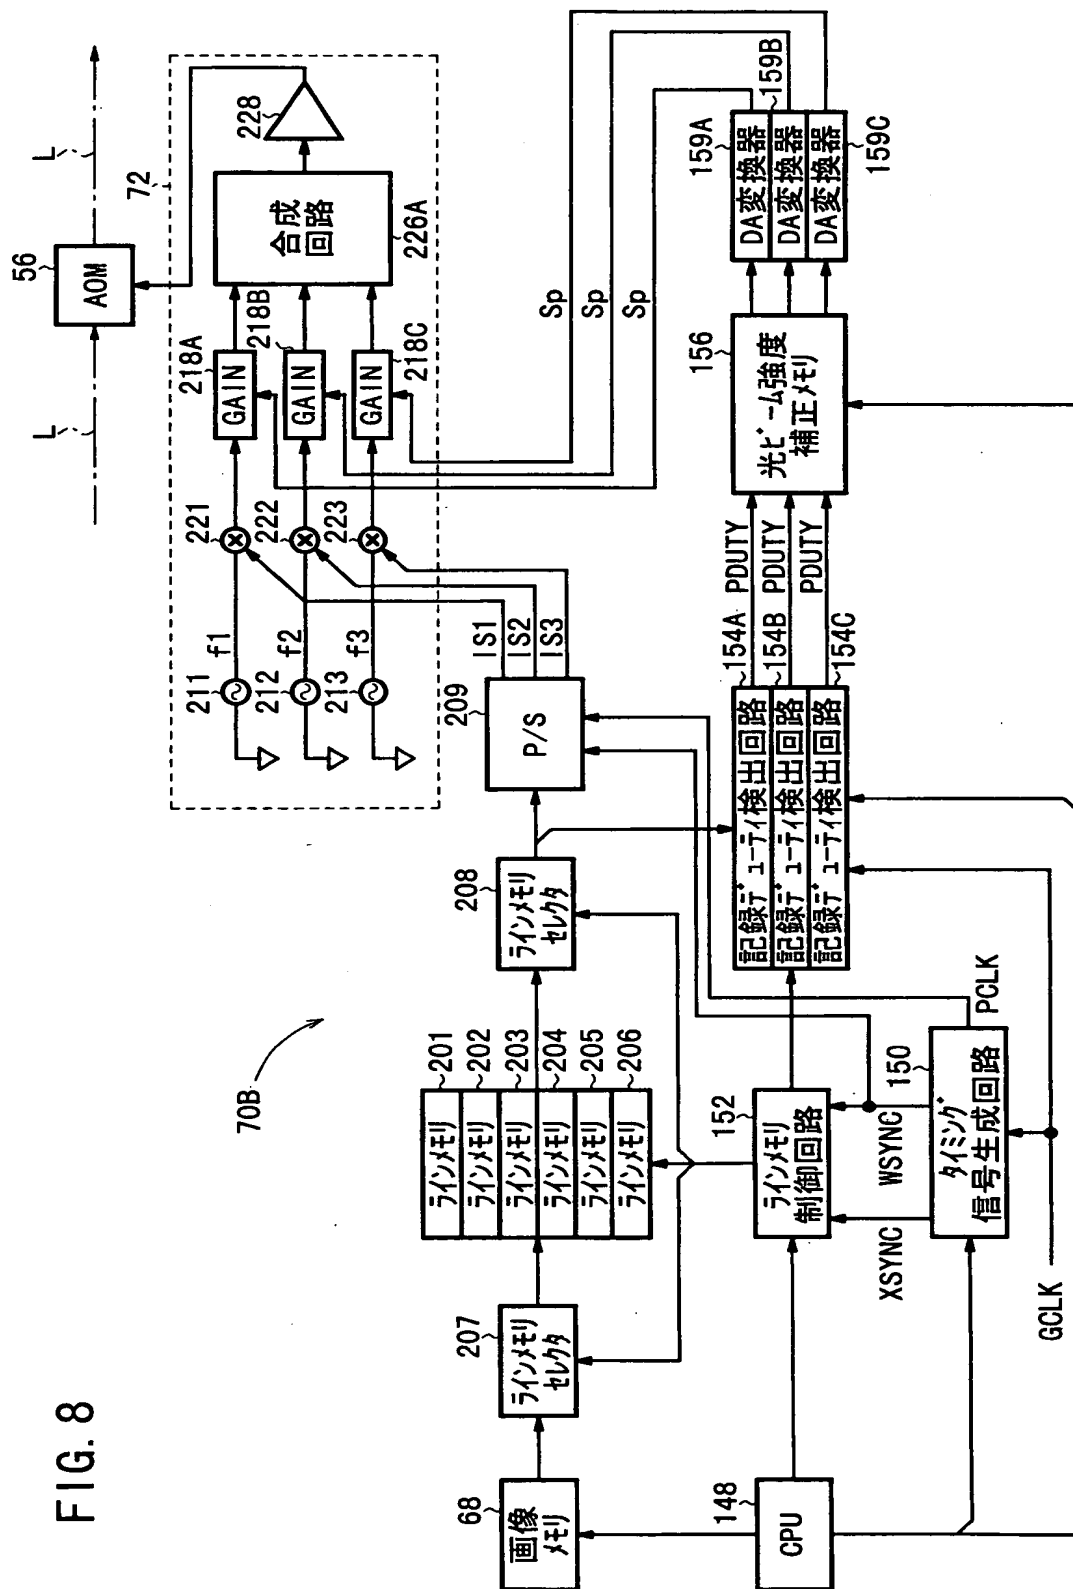 FIG. 8
70B
56
AOM
L
L
72
228
合成
回路
226A
218A
GAIN
218B
GAIN
218C
GAIN
221
222
223
f1
f2
f3
211
212
213
IS1
IS2
IS3
Sp
Sp
Sp
209
P/S
208
ラインメモリ
セレクタ
ラインメモリ
201
ラインメモリ
202
ラインメモリ
203
ラインメモリ
204
ラインメモリ
205
ラインメモリ
206
207
ラインメモリ
セレクタ
68
画像
メモリ
148
CPU
152
ラインメモリ
制御回路
XSYNC
WSYNC
150
タイミング
信号生成回路
PCLK
GCLK
記録デューティ検出回路
154A
記録デューティ検出回路
154B
記録デューティ検出回路
154C
PDUTY
PDUTY
PDUTY
156
光ビーム強度
補正メモリ
159A
DA変換器
159B
DA変換器
DA変換器
159C